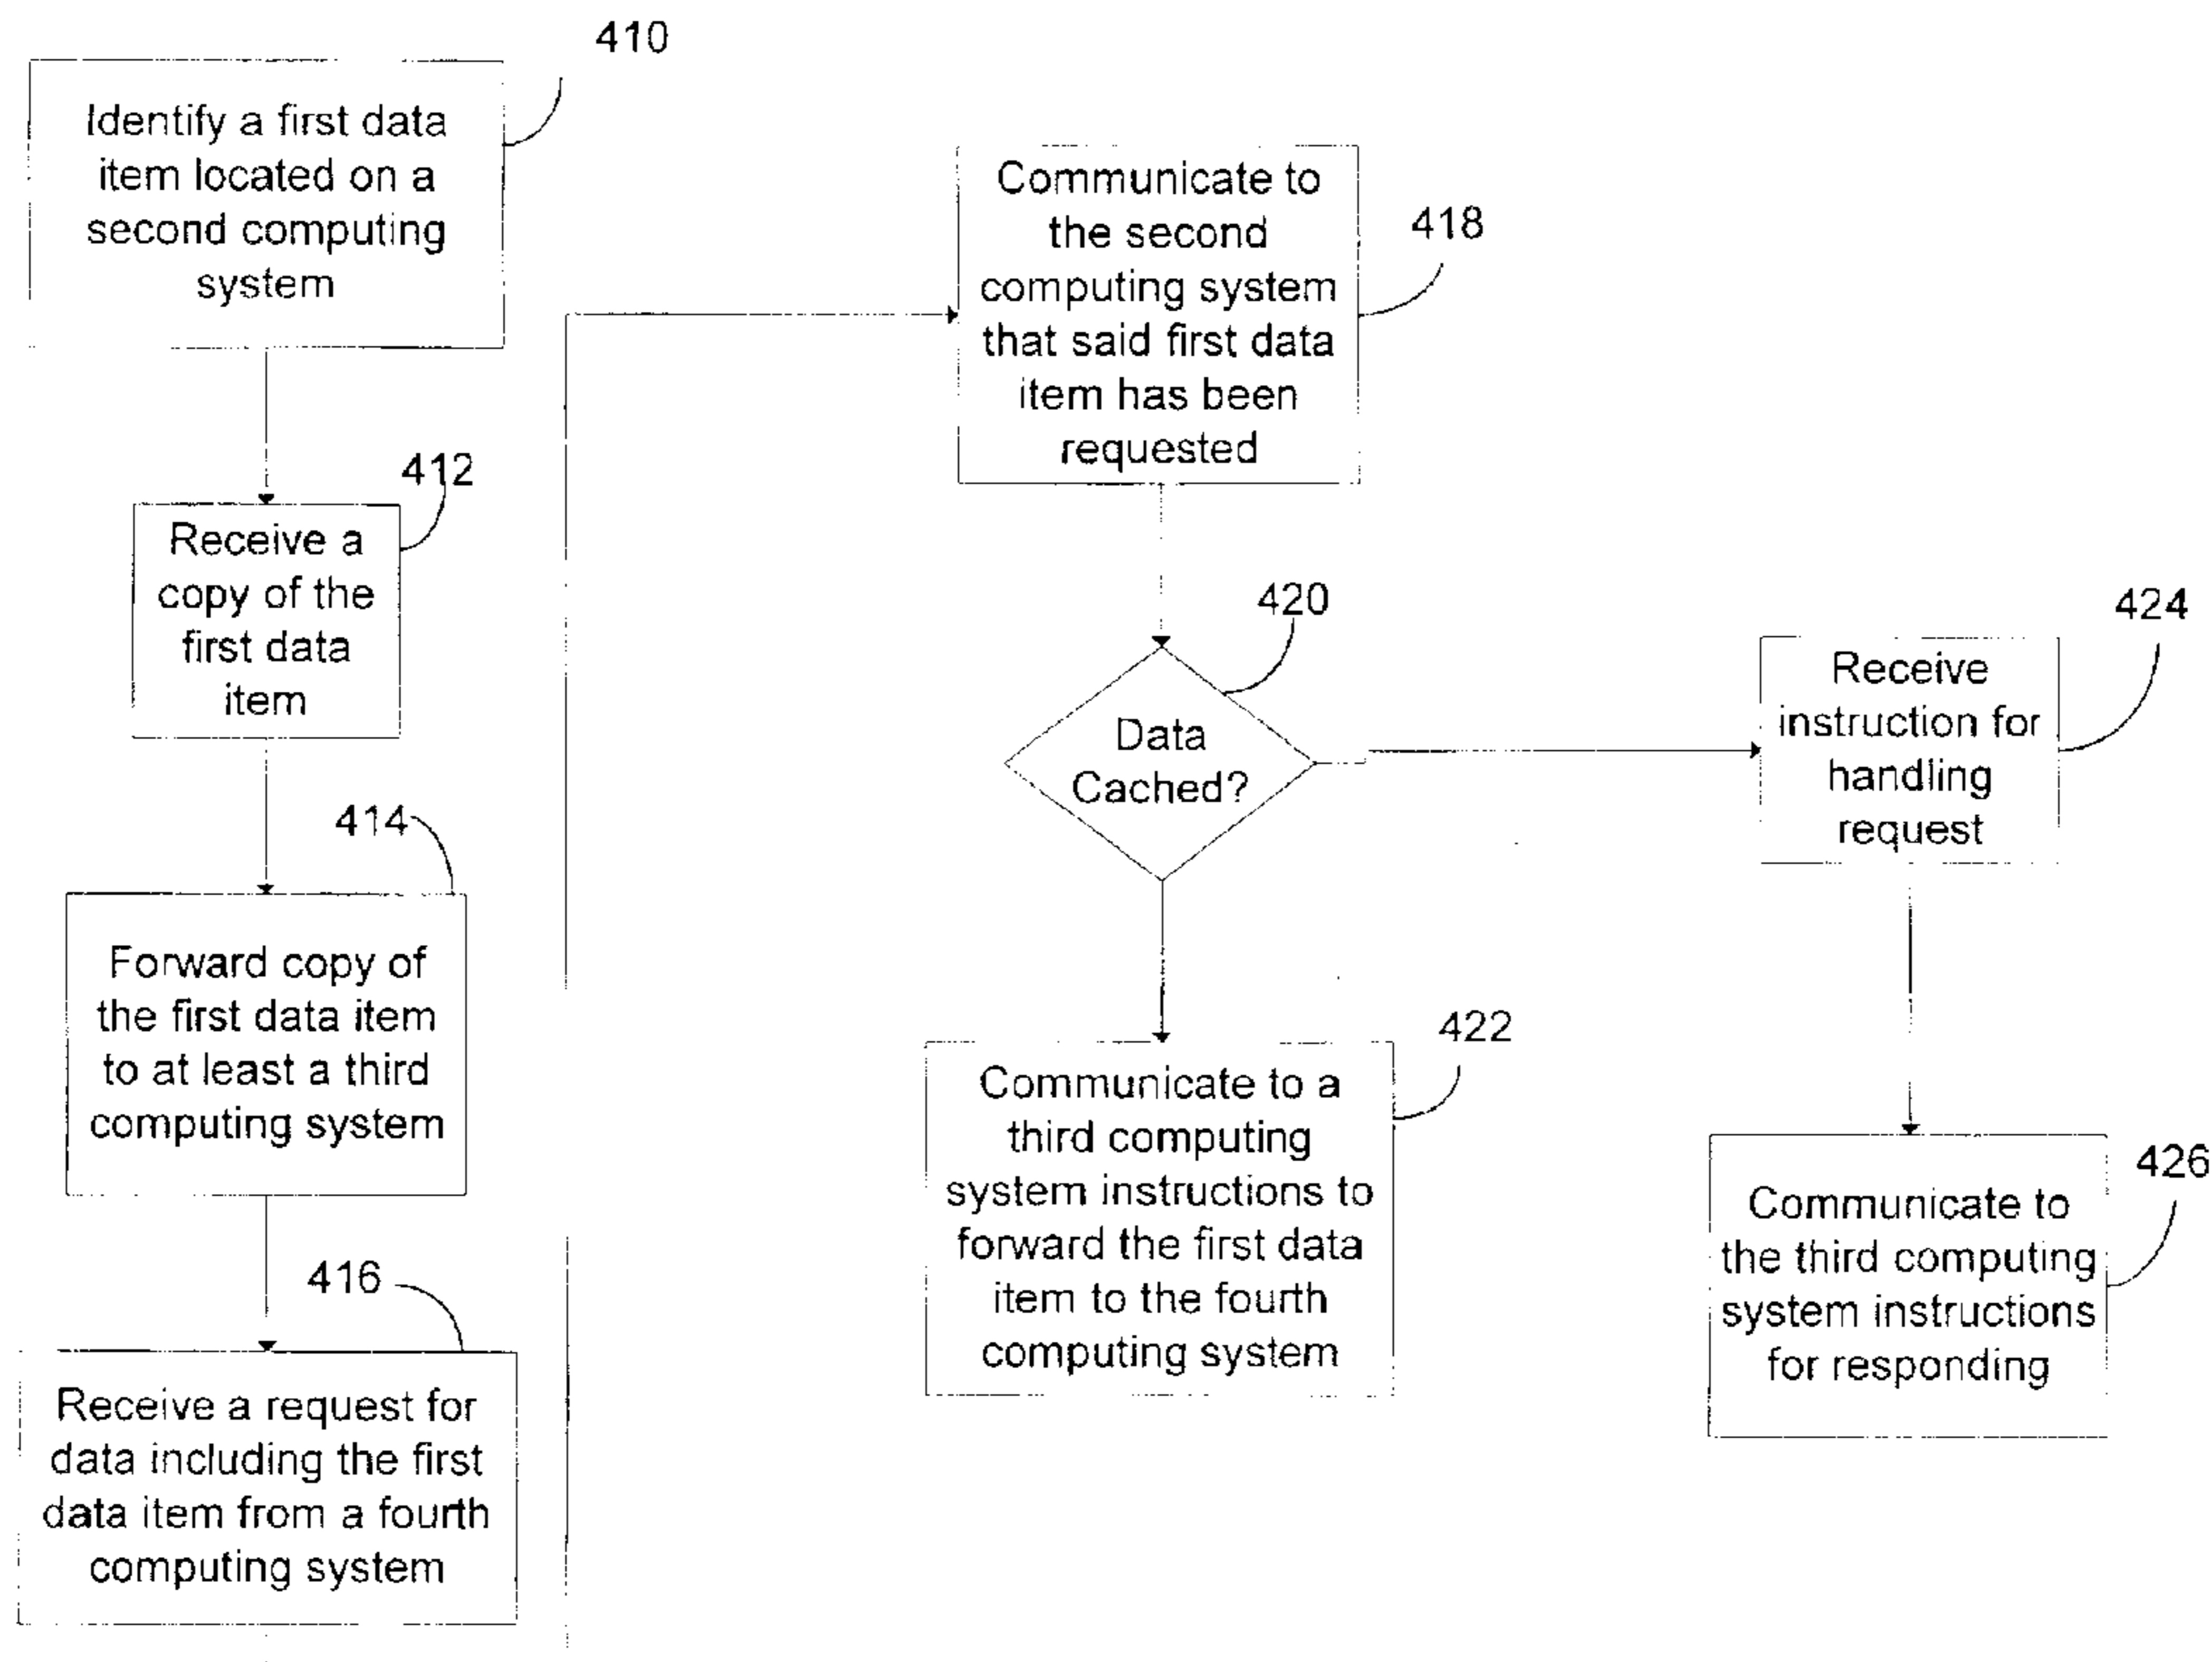 410
Identify a first data
item located on a
second computing
system
412
Receive a
copy of the
first data
item
414
Forward copy of
the first data item
to at least a third
computing system
416
Receive a request for
data including the first
data item from a fourth
computing system
418
Communicate to
the second
computing system
that said first data
item has been
requested
420
Data
Cached?
422
Communicate to a
third computing
system instructions to
forward the first data
item to the fourth
computing system
424
Receive
instruction for
handling
request
426
Communicate to
the third computing
system instructions
for responding